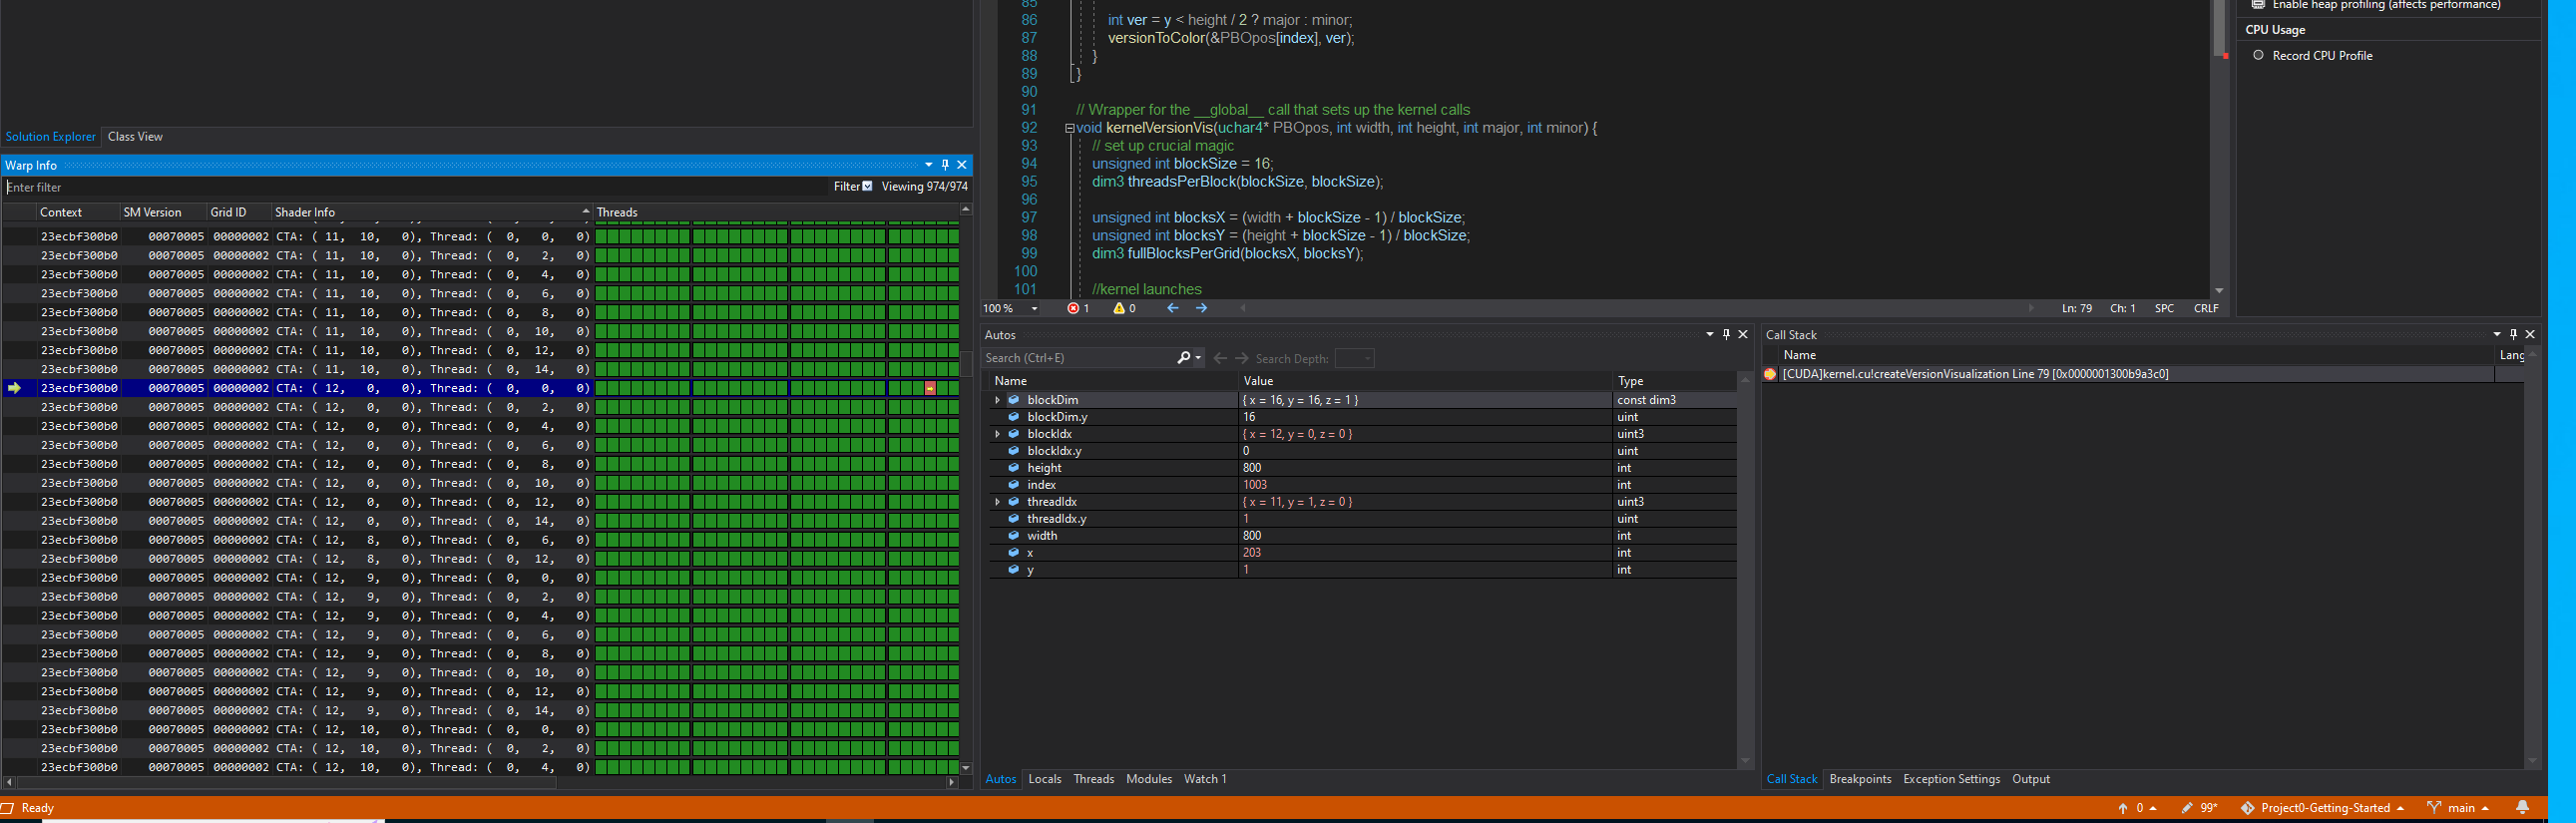 Solution Explorer Class View
Warp Info
Enter filter Filter Viewing 974/974
Context SM Version Grid ID Shader Info Threads
23ecbf300b0 00070005 00000002 CTA: ( 11, 10, 0), Thread: ( 0, 0, 0)
23ecbf300b0 00070005 00000002 CTA: ( 11, 10, 0), Thread: ( 0, 2, 0)
23ecbf300b0 00070005 00000002 CTA: ( 11, 10, 0), Thread: ( 0, 4, 0)
23ecbf300b0 00070005 00000002 CTA: ( 11, 10, 0), Thread: ( 0, 6, 0)
23ecbf300b0 00070005 00000002 CTA: ( 11, 10, 0), Thread: ( 0, 8, 0)
23ecbf300b0 00070005 00000002 CTA: ( 11, 10, 0), Thread: ( 0, 10, 0)
23ecbf300b0 00070005 00000002 CTA: ( 11, 10, 0), Thread: ( 0, 12, 0)
23ecbf300b0 00070005 00000002 CTA: ( 11, 10, 0), Thread: ( 0, 14, 0)
23ecbf300b0 00070005 00000002 CTA: ( 12, 0, 0), Thread: ( 0, 0, 0)
23ecbf300b0 00070005 00000002 CTA: ( 12, 0, 0), Thread: ( 0, 2, 0)
23ecbf300b0 00070005 00000002 CTA: ( 12, 0, 0), Thread: ( 0, 4, 0)
23ecbf300b0 00070005 00000002 CTA: ( 12, 0, 0), Thread: ( 0, 6, 0)
23ecbf300b0 00070005 00000002 CTA: ( 12, 0, 0), Thread: ( 0, 8, 0)
23ecbf300b0 00070005 00000002 CTA: ( 12, 0, 0), Thread: ( 0, 10, 0)
23ecbf300b0 00070005 00000002 CTA: ( 12, 0, 0), Thread: ( 0, 12, 0)
23ecbf300b0 00070005 00000002 CTA: ( 12, 0, 0), Thread: ( 0, 14, 0)
23ecbf300b0 00070005 00000002 CTA: ( 12, 8, 0), Thread: ( 0, 6, 0)
23ecbf300b0 00070005 00000002 CTA: ( 12, 8, 0), Thread: ( 0, 12, 0)
23ecbf300b0 00070005 00000002 CTA: ( 12, 9, 0), Thread: ( 0, 0, 0)
23ecbf300b0 00070005 00000002 CTA: ( 12, 9, 0), Thread: ( 0, 2, 0)
23ecbf300b0 00070005 00000002 CTA: ( 12, 9, 0), Thread: ( 0, 4, 0)
23ecbf300b0 00070005 00000002 CTA: ( 12, 9, 0), Thread: ( 0, 6, 0)
23ecbf300b0 00070005 00000002 CTA: ( 12, 9, 0), Thread: ( 0, 8, 0)
23ecbf300b0 00070005 00000002 CTA: ( 12, 9, 0), Thread: ( 0, 10, 0)
23ecbf300b0 00070005 00000002 CTA: ( 12, 9, 0), Thread: ( 0, 12, 0)
23ecbf300b0 00070005 00000002 CTA: ( 12, 9, 0), Thread: ( 0, 14, 0)
23ecbf300b0 00070005 00000002 CTA: ( 12, 10, 0), Thread: ( 0, 0, 0)
23ecbf300b0 00070005 00000002 CTA: ( 12, 10, 0), Thread: ( 0, 2, 0)
23ecbf300b0 00070005 00000002 CTA: ( 12, 10, 0), Thread: ( 0, 4, 0)
85
86 int ver = y < height / 2 ? major : minor;
87 versionToColor(&PBOpos[index], ver);
88 }
89 }
90
91 // Wrapper for the __global__ call that sets up the kernel calls
92 void kernelVersionVis(uchar4* PBOpos, int width, int height, int major, int minor) {
93 // set up crucial magic
94 unsigned int blockSize = 16;
95 dim3 threadsPerBlock(blockSize, blockSize);
96
97 unsigned int blocksX = (width + blockSize - 1) / blockSize;
98 unsigned int blocksY = (height + blockSize - 1) / blockSize;
99 dim3 fullBlocksPerGrid(blocksX, blocksY);
100
101 //kernel launches
100 % 1 0 Ln: 79 Ch: 1 SPC CRLF
Enable heap profiling (affects performance)
CPU Usage
Record CPU Profile
Autos
Search (Ctrl+E) Search Depth:
Name Value Type
blockDim { x = 16, y = 16, z = 1 } const dim3
blockDim.y 16 uint
blockIdx { x = 12, y = 0, z = 0 } uint3
blockIdx.y 0 uint
height 800 int
index 1003 int
threadIdx { x = 11, y = 1, z = 0 } uint3
threadIdx.y 1 uint
width 800 int
x 203 int
y 1 int
Autos Locals Threads Modules Watch 1
Call Stack
Name Lang
[CUDA]kernel.cu!createVersionVisualization Line 79 [0x0000001300b9a3c0]
Call Stack Breakpoints Exception Settings Output
Ready 0 99* Project0-Getting-Started main